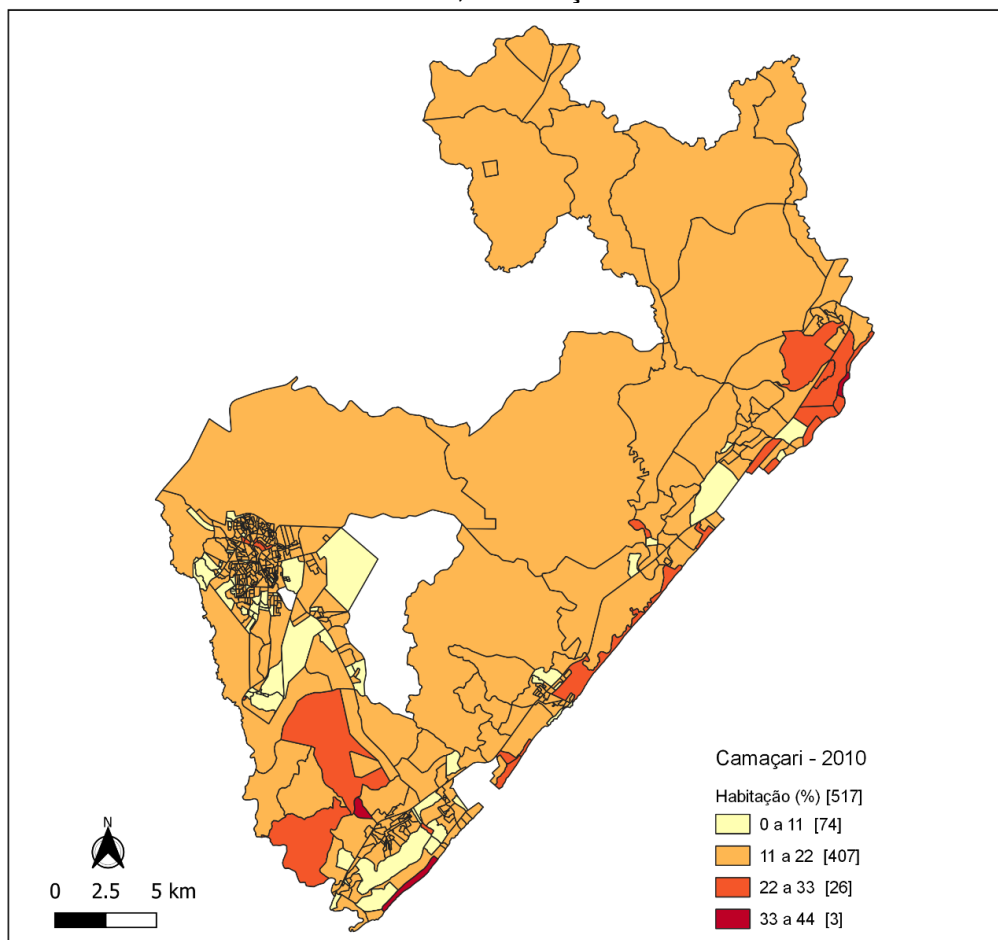 Camaçari - 2010
Habitação (%) [517]
0 a 11 [74]
11 a 22 [407]
22 a 33 [26]
33 a 44 [3]
N
0 2.5 5 km